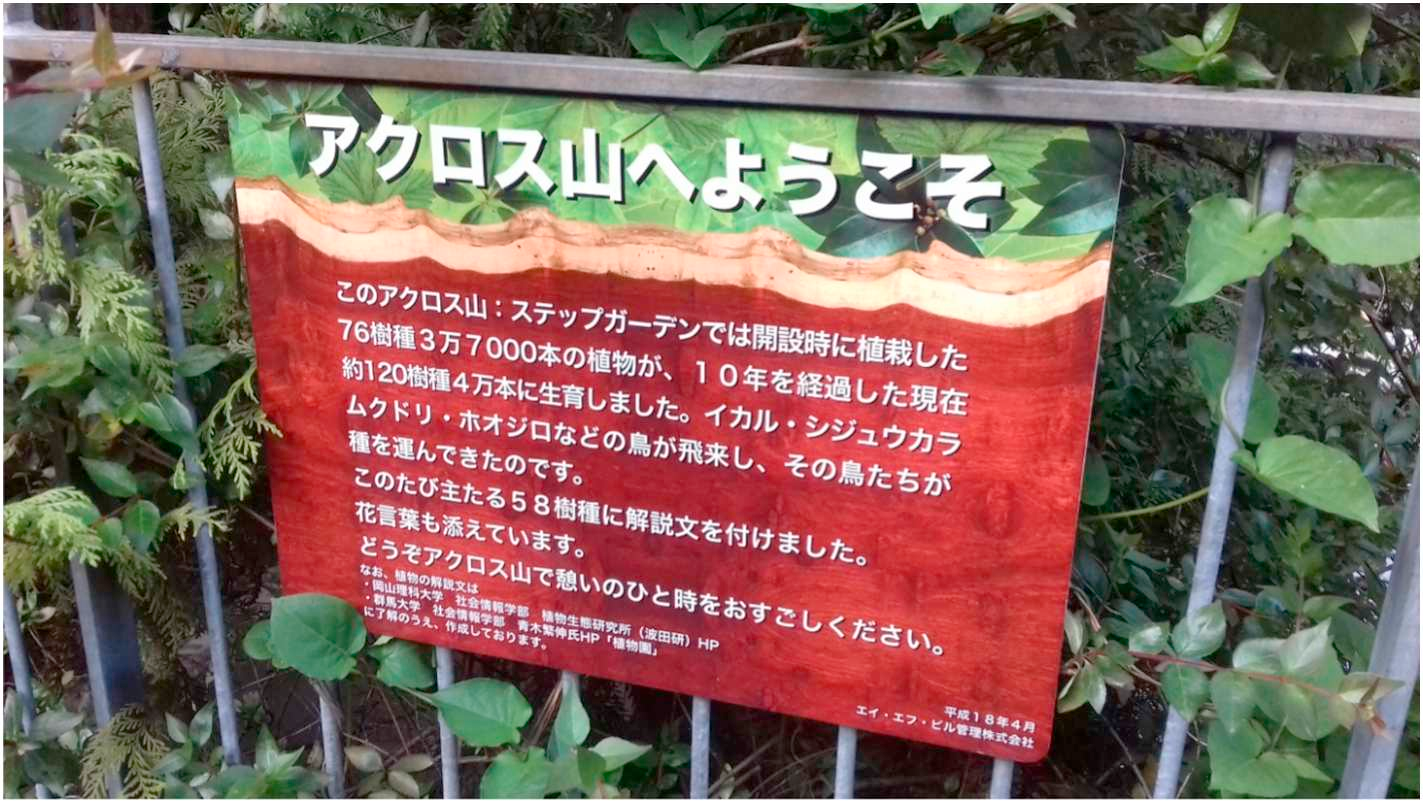 アクロス山へようこそ
このアクロス山：ステップガーデンでは開設時に植栽した
76樹種３万７000本の植物が、１０年を経過した現在
約120樹種４万本に生育しました。イカル・シジュウカラ
ムクドリ・ホオジロなどの鳥が飛来し、その鳥たちが
種を運んできたのです。
このたび主たる５８樹種に解説文を付けました。
花言葉も添えています。
どうぞアクロス山で憩いのひと時をおすごしください。
なお、植物の解説文は
・岡山理科大学　社会情報学部　植物生態研究所（波田研）HP
・群馬大学　社会情報学部　青木繁伸氏HP「植物園」
に了解のうえ、作成しております。
平成１８年４月
エイ・エフ・ビル管理株式会社